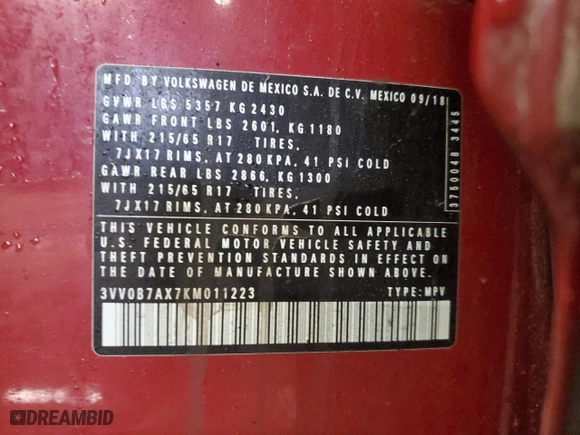 MFD BY VOLKSWAGEN DE MEXICO S.A. DE C.V. MEXICO 09/18
GVWR LBS 5357 KG 2430
GAWR FRONT LBS 2601, KG 1180
WITH 215/65 R17 TIRES,
7JX17 RIMS, AT 280 KPA, 41 PSI COLD
GAWR REAR LBS 2866, KG 1300
WITH 215/65 R17 TIRES,
7JX17 RIMS, AT 280 KPA, 41 PSI COLD
THIS VEHICLE CONFORMS TO ALL APPLICABLE
U.S. FEDERAL MOTOR VEHICLE SAFETY AND
THEFT PREVENTION STANDARDS IN EFFECT ON
THE DATE OF MANUFACTURE SHOWN ABOVE.
3VV0B7AX7KM011223 TYPE: MPV
3750048 3445
DREAMBID